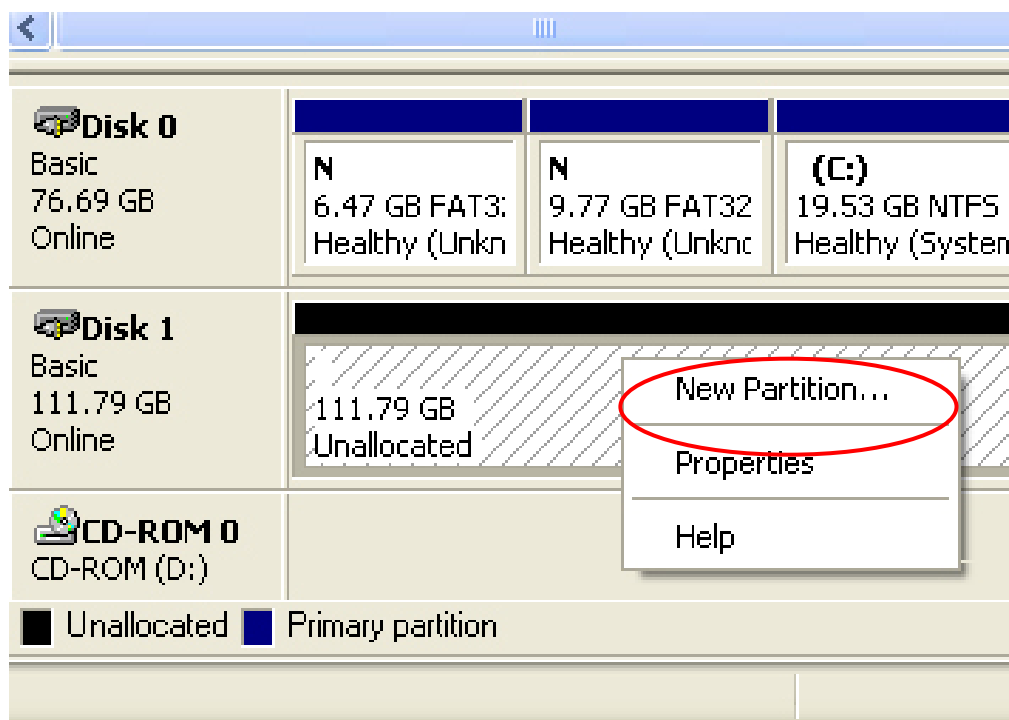 Disk 0
Basic
76.69 GB
Online
N
6.47 GB FAT3
Healthy (Unkn
N
9.77 GB FAT32
Healthy (Unknc
(C:)
19.53 GB NTFS
Healthy (System
Disk 1
Basic
111.79 GB
Online
111.79 GB
Unallocated
New Partition...
Properties
Help
CD-ROM 0
CD-ROM (D:)
Unallocated Primary partition